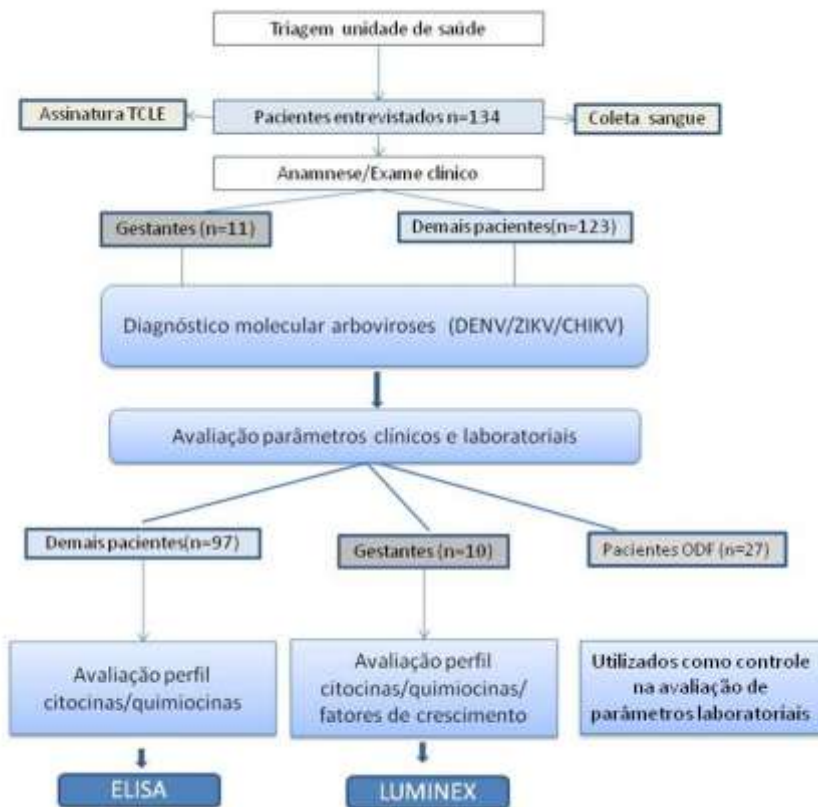 Triagem unidade de saúde
Assinatura TCLE
Pacientes entrevistados n=134
Coleta sangue
Anamnese/Exame clínico
Gestantes (n=11)
Demais pacientes(n=123)
Diagnóstico molecular arboviroses (DENV/ZIKV/CHIKV)
Avaliação parâmetros clínicos e laboratoriais
Demais pacientes(n=97)
Gestantes (n=10)
Pacientes ODF (n=27)
Avaliação perfil
citocinas/quimiocinas
Avaliação perfil
citocinas/quimiocinas/
fatores de crescimento
Utilizados como controle
na avaliação de
parâmetros laboratoriais
ELISA
LUMINEX